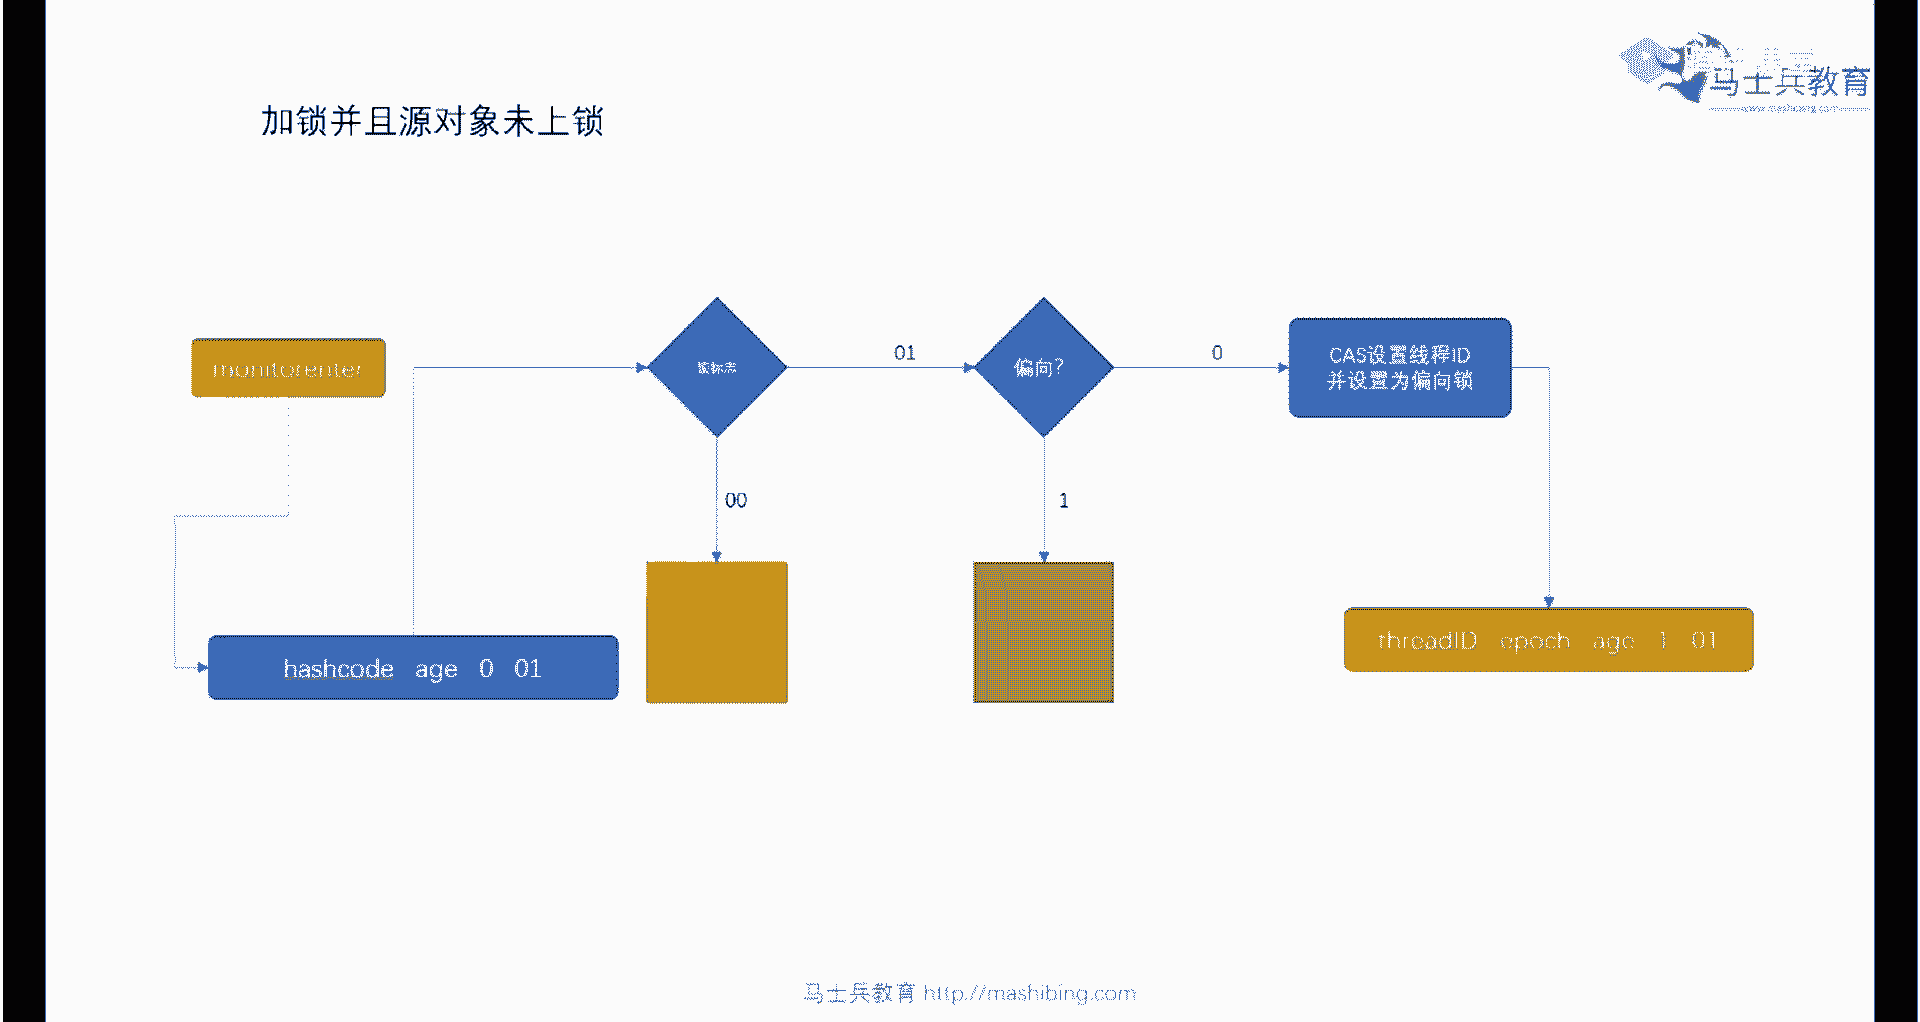 马士兵教育
加锁并且源对象未上锁
monitorenter
锁标志
01
偏向?
0
CAS设置线程ID
并设置为偏向锁
00
1
hashcode age 0 01
threadID epoch age 1 01
马士兵教育 http://mashibing.com